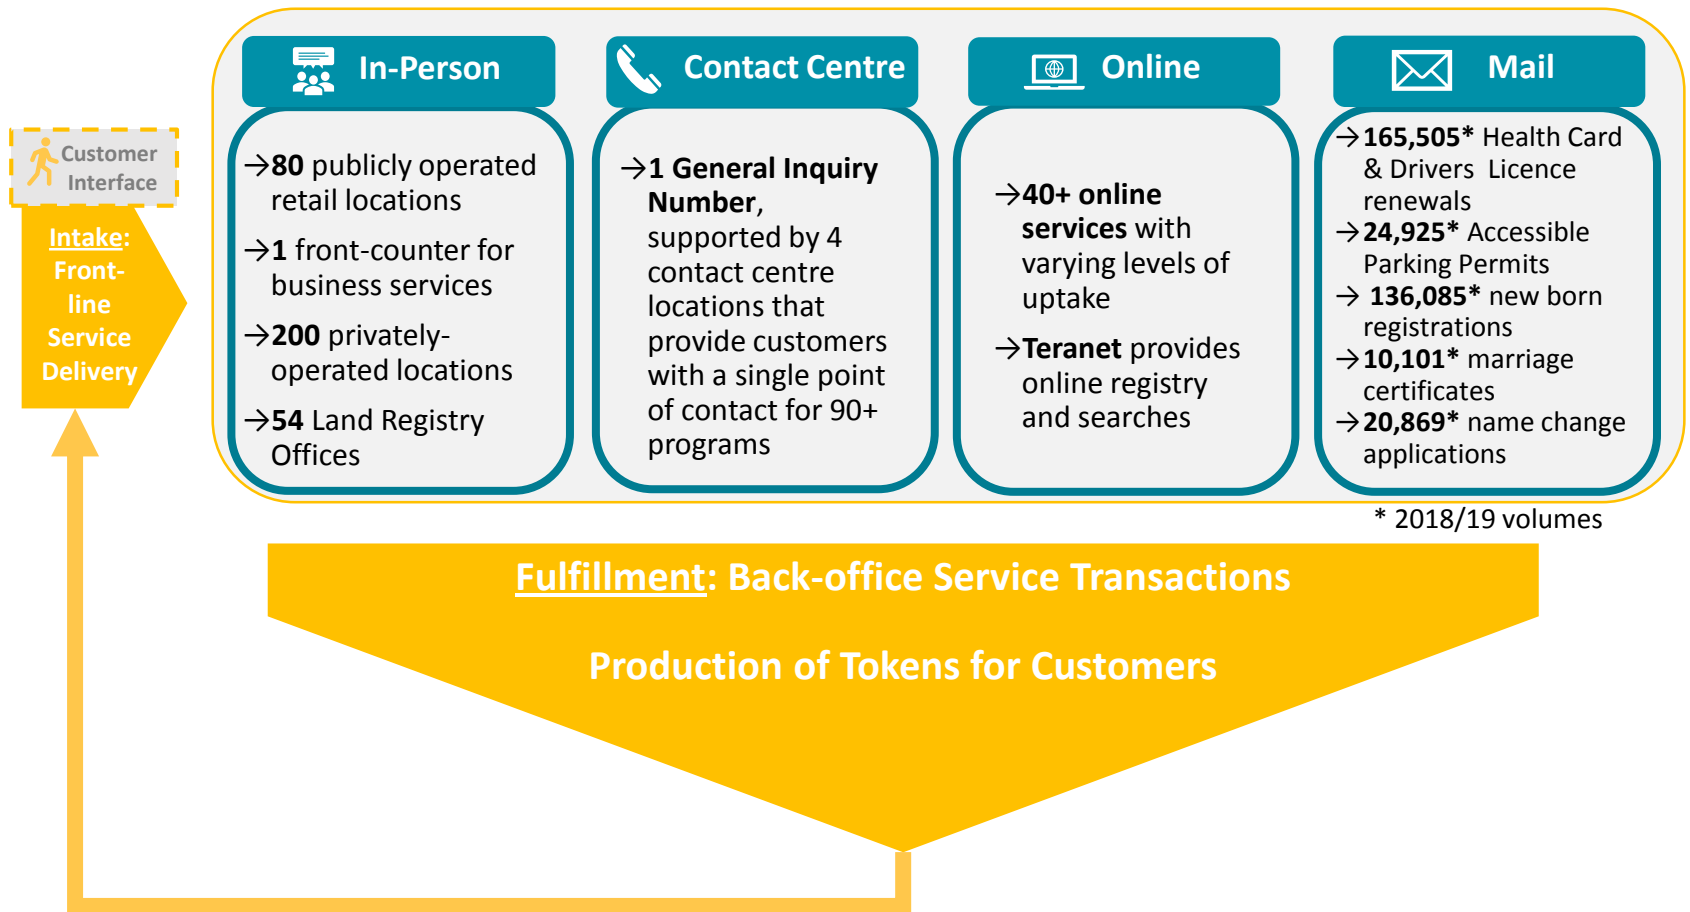 Customer
Interface
Intake:
Front-
line
Service
Delivery
In-Person
→80 publicly operated
retail locations
→1 front-counter for
business services
→200 privately-
operated locations
→54 Land Registry
Offices
Contact Centre
→1 General Inquiry
Number,
supported by 4
contact centre
locations that
provide customers
with a single point
of contact for 90+
programs
Online
→40+ online
services with
varying levels of
uptake
→Teranet provides
online registry
and searches
Mail
→165,505* Health Card
& Drivers Licence
renewals
→24,925* Accessible
Parking Permits
→ 136,085* new born
registrations
→10,101* marriage
certificates
→20,869* name change
applications
* 2018/19 volumes
Fulfillment: Back-office Service Transactions
Production of Tokens for Customers